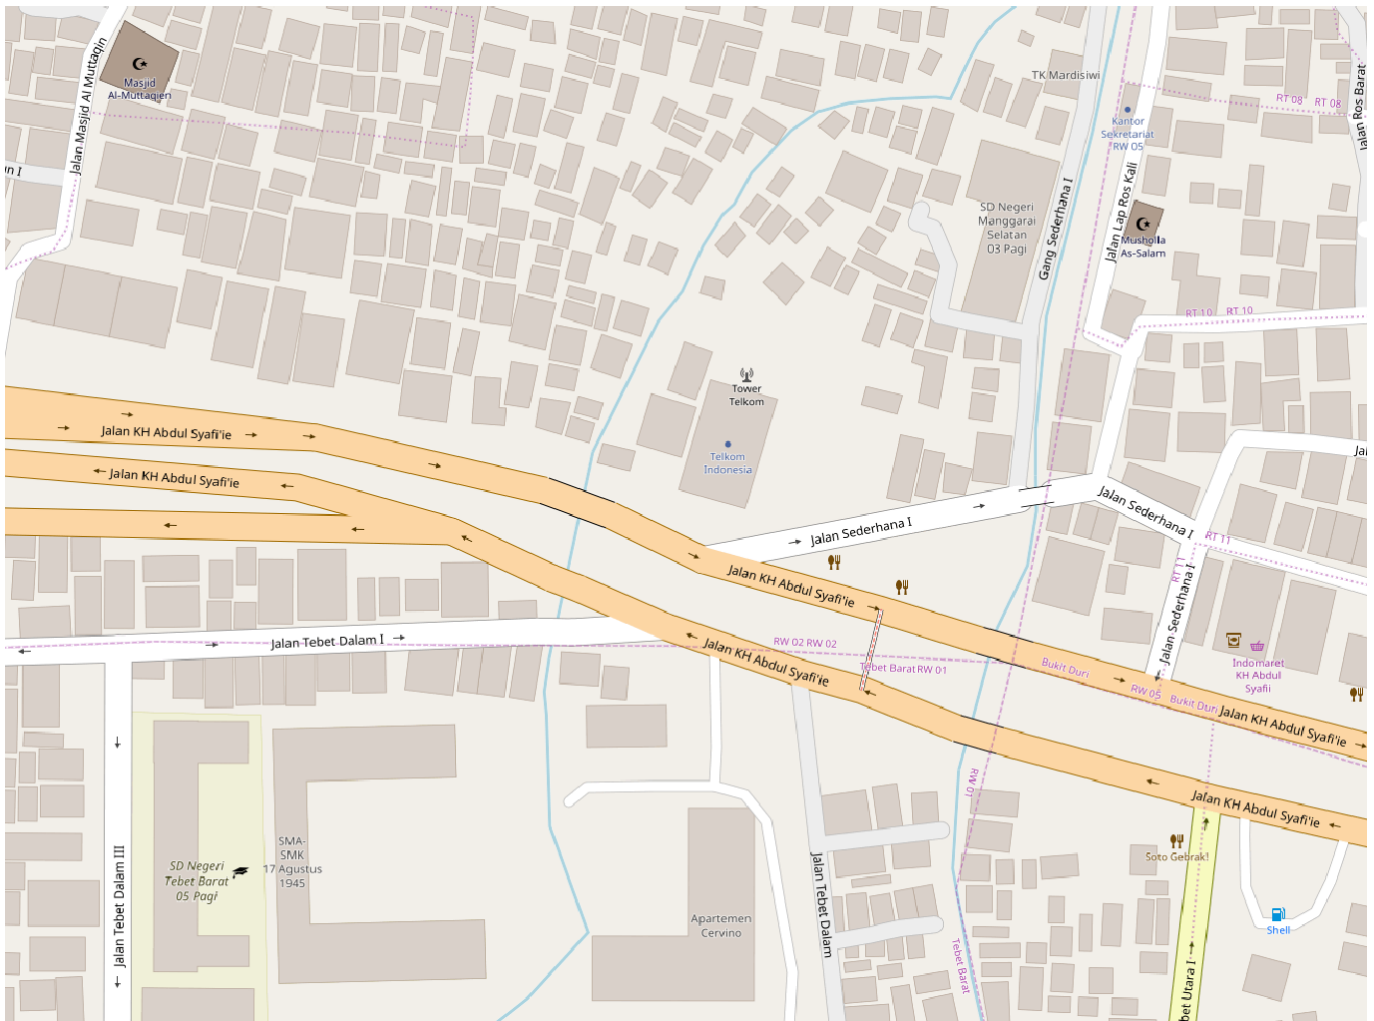 Jalan Masjid Al Muttaqin
Masjid
Al-Muttaqien
un I
TK Mardisiwi
RT 08 RT 08
Jalan Ros Barat
Kantor
Sekretariat
RW 05
Jalan Lap Ros Kali
Gang Sederhana I
SD Negeri
Manggarai
Selatan
03 Pagi
Musholla
As-Salam
RT 10 RT 10
Tower
Telkom
Telkom
Indonesia
Jalan KH Abdul Syafi'ie
Jalan KH Abdul Syafi'ie
Jal
Jalan Sederhana I
Jalan Sederhana I
RT 11
RT 11
Jalan Sederhana I
Jalan KH Abdul Syafi'ie
Jalan Tebet Dalam I
RW 02 RW 02
Jalan KH Abdul Syafi'ie
Tebet Barat RW 01
Bukit Duri
RW 05
Bukit Duri
Jalan KH Abdul Syafi'ie
Indomaret
KH Abdul
Syafii
RW 01
Jalan KH Abdul Syafi'ie
Soto Gebrak!
SMA-
SMK
17 Agustus
1945
SD Negeri
Tebet Barat
05 Pagi
Jalan Tebet Dalam III
Jalan Tebet Dalam
Apartemen
Cervino
Tebet Barat
Shell
bet Utara I